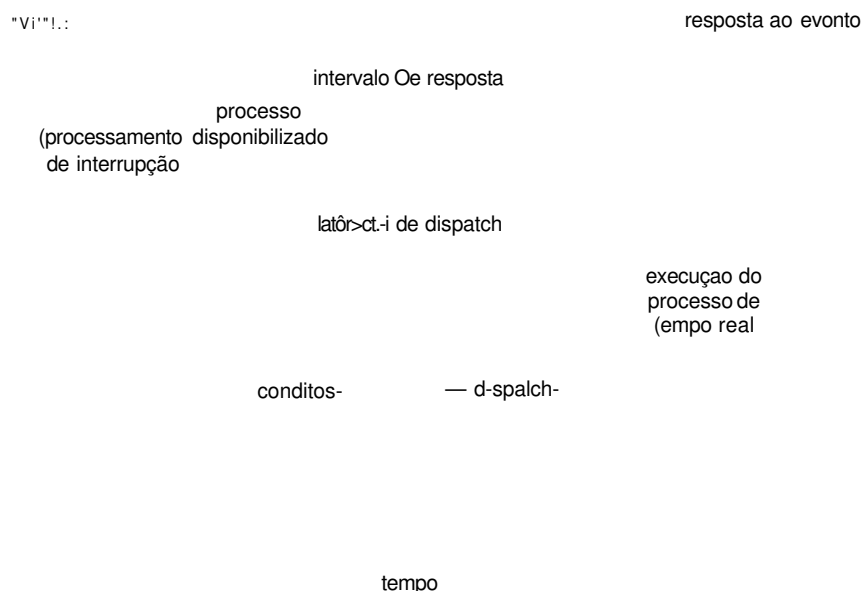 "Vi'"!.:
resposta ao evonto
intervalo Oe resposta
processo
(processamento disponibilizado
de interrupção
latôr>ct.-i de dispatch
execuçao do
processo de
(empo real
conditos-
— d-spalch-
tempo